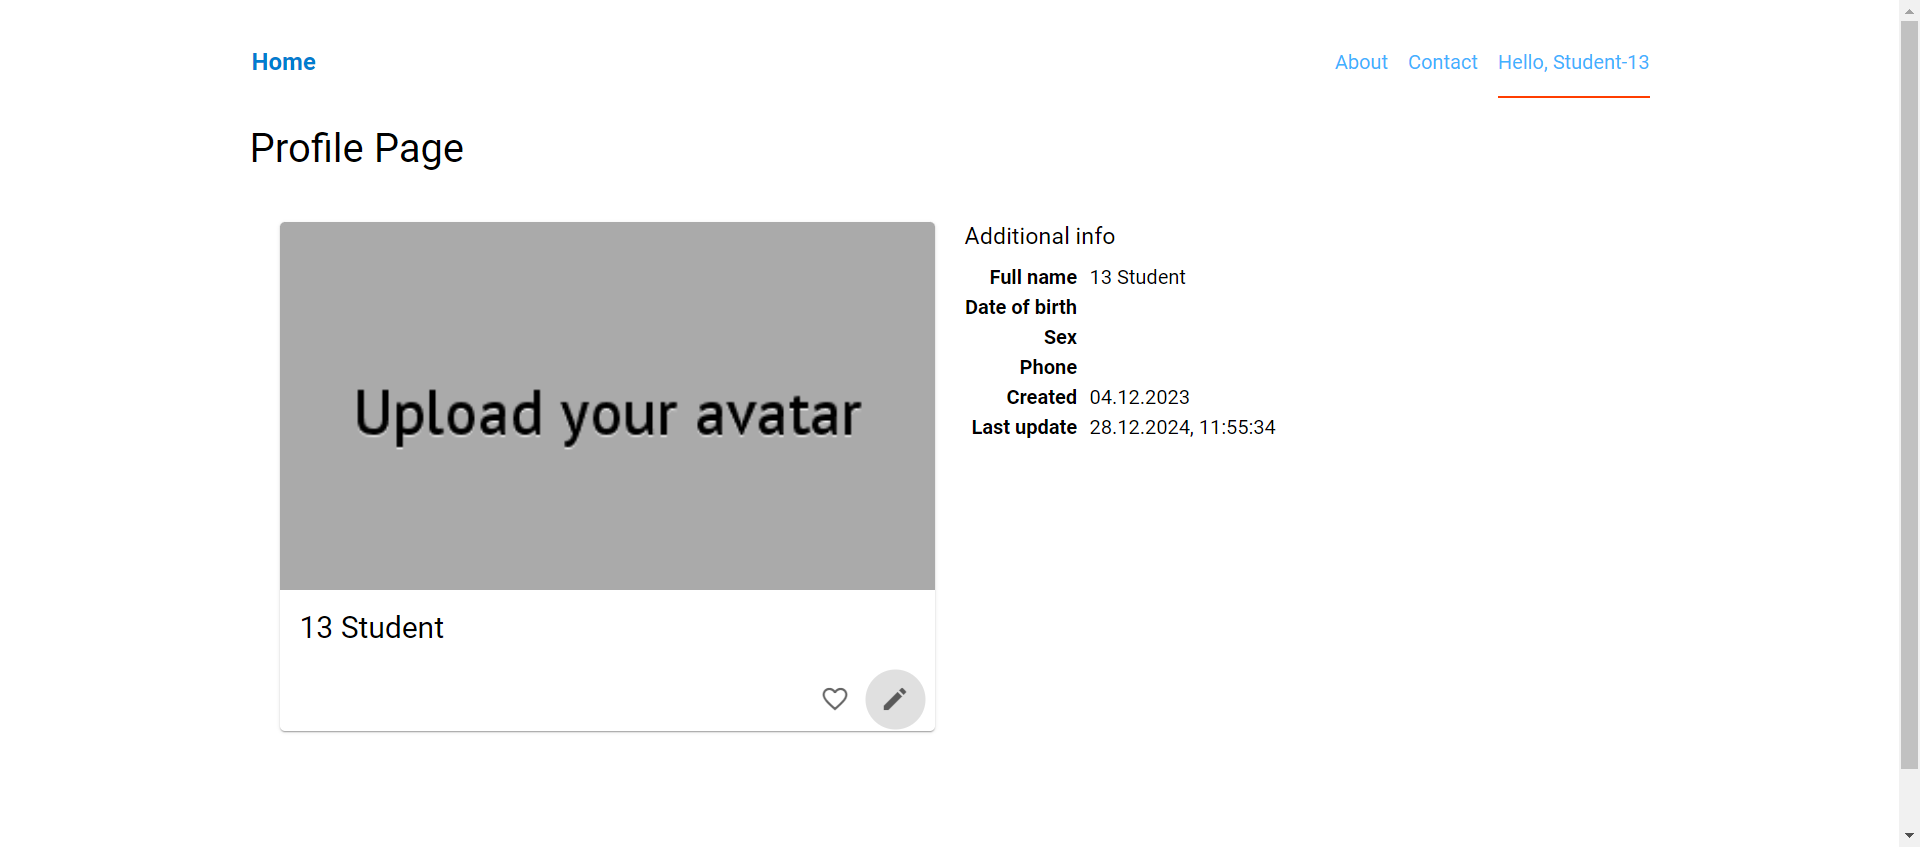 Home
About Contact Hello, Student-13
Profile Page
Upload your avatar
13 Student
Additional info
Full name 13 Student
Date of birth
Sex
Phone
Created 04.12.2023
Last update 28.12.2024, 11:55:34